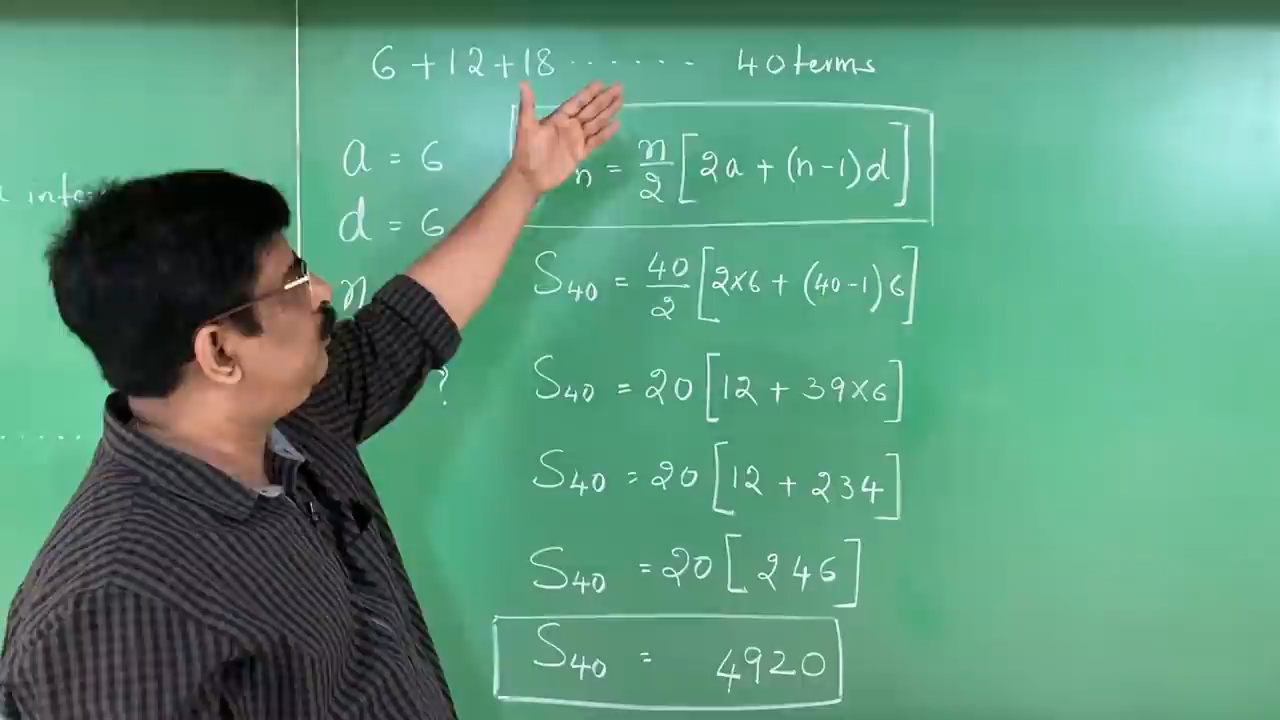 6 + 12 + 18 ...... 40 terms
a = 6
d = 6
n
?
n = n/2 [2a + (n-1)d]
S40 = 40/2 [2×6 + (40-1)6]
S40 = 20 [12 + 39×6]
S40 = 20 [12 + 234]
S40 = 20 [246]
S40 = 4920